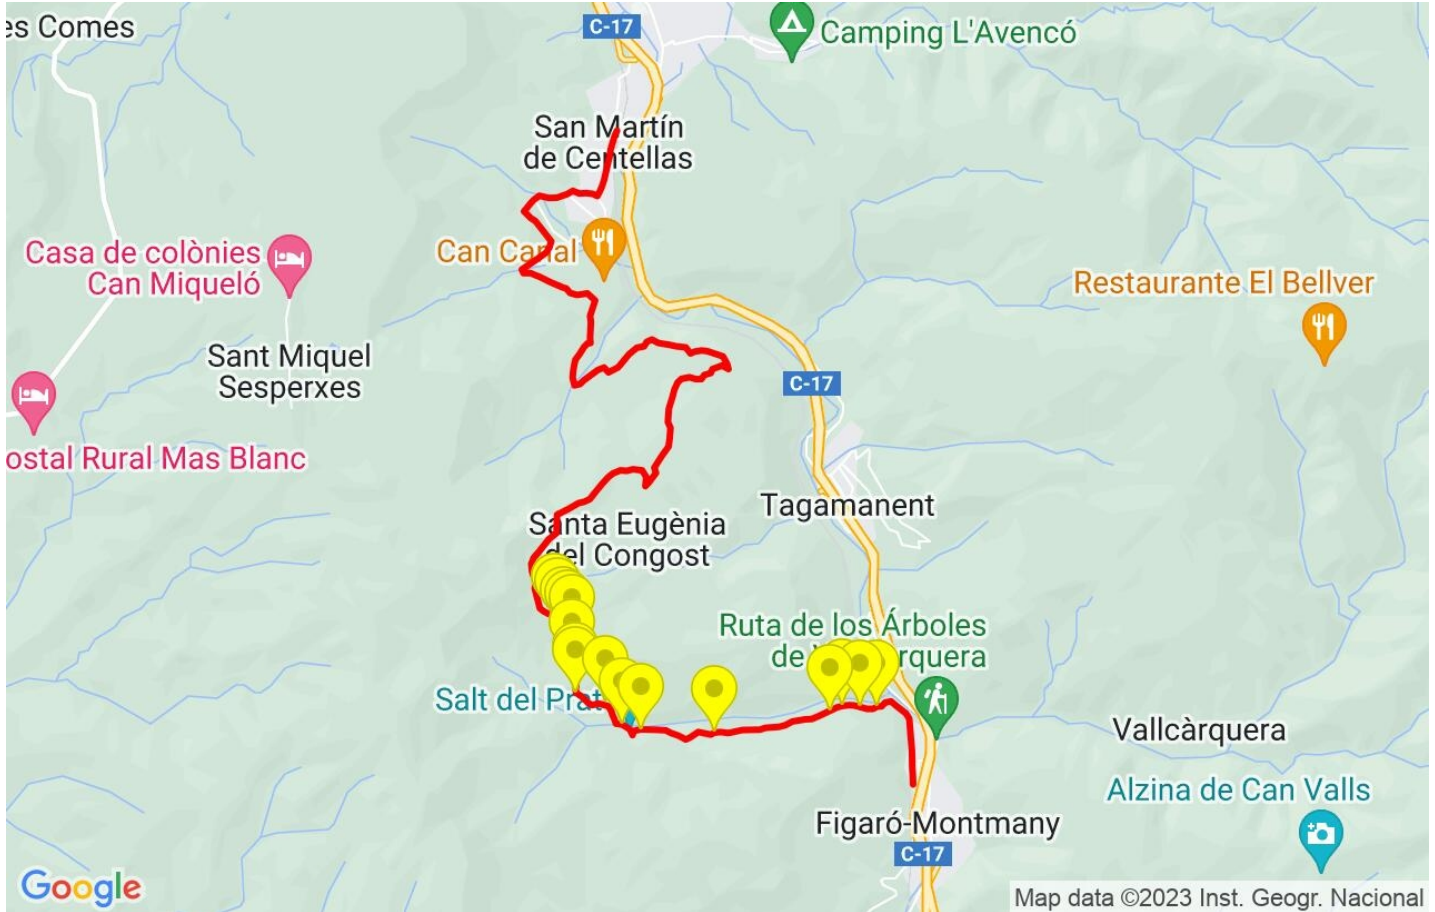 es Comes
C-17
Camping L'Avencó
San Martín
de Centellas
Casa de colònies
Can Miqueló
Can Canal
Restaurante El Bellver
Sant Miquel
Sesperxes
C-17
ostal Rural Mas Blanc
Tagamanent
Santa Eugènia
del Congost
Ruta de los Árboles
de rquera
Salt del Prat
Vallcàrquera
Alzina de Can Valls
Figaró-Montmany
C-17
Google
Map data ©2023 Inst. Geogr. Nacional